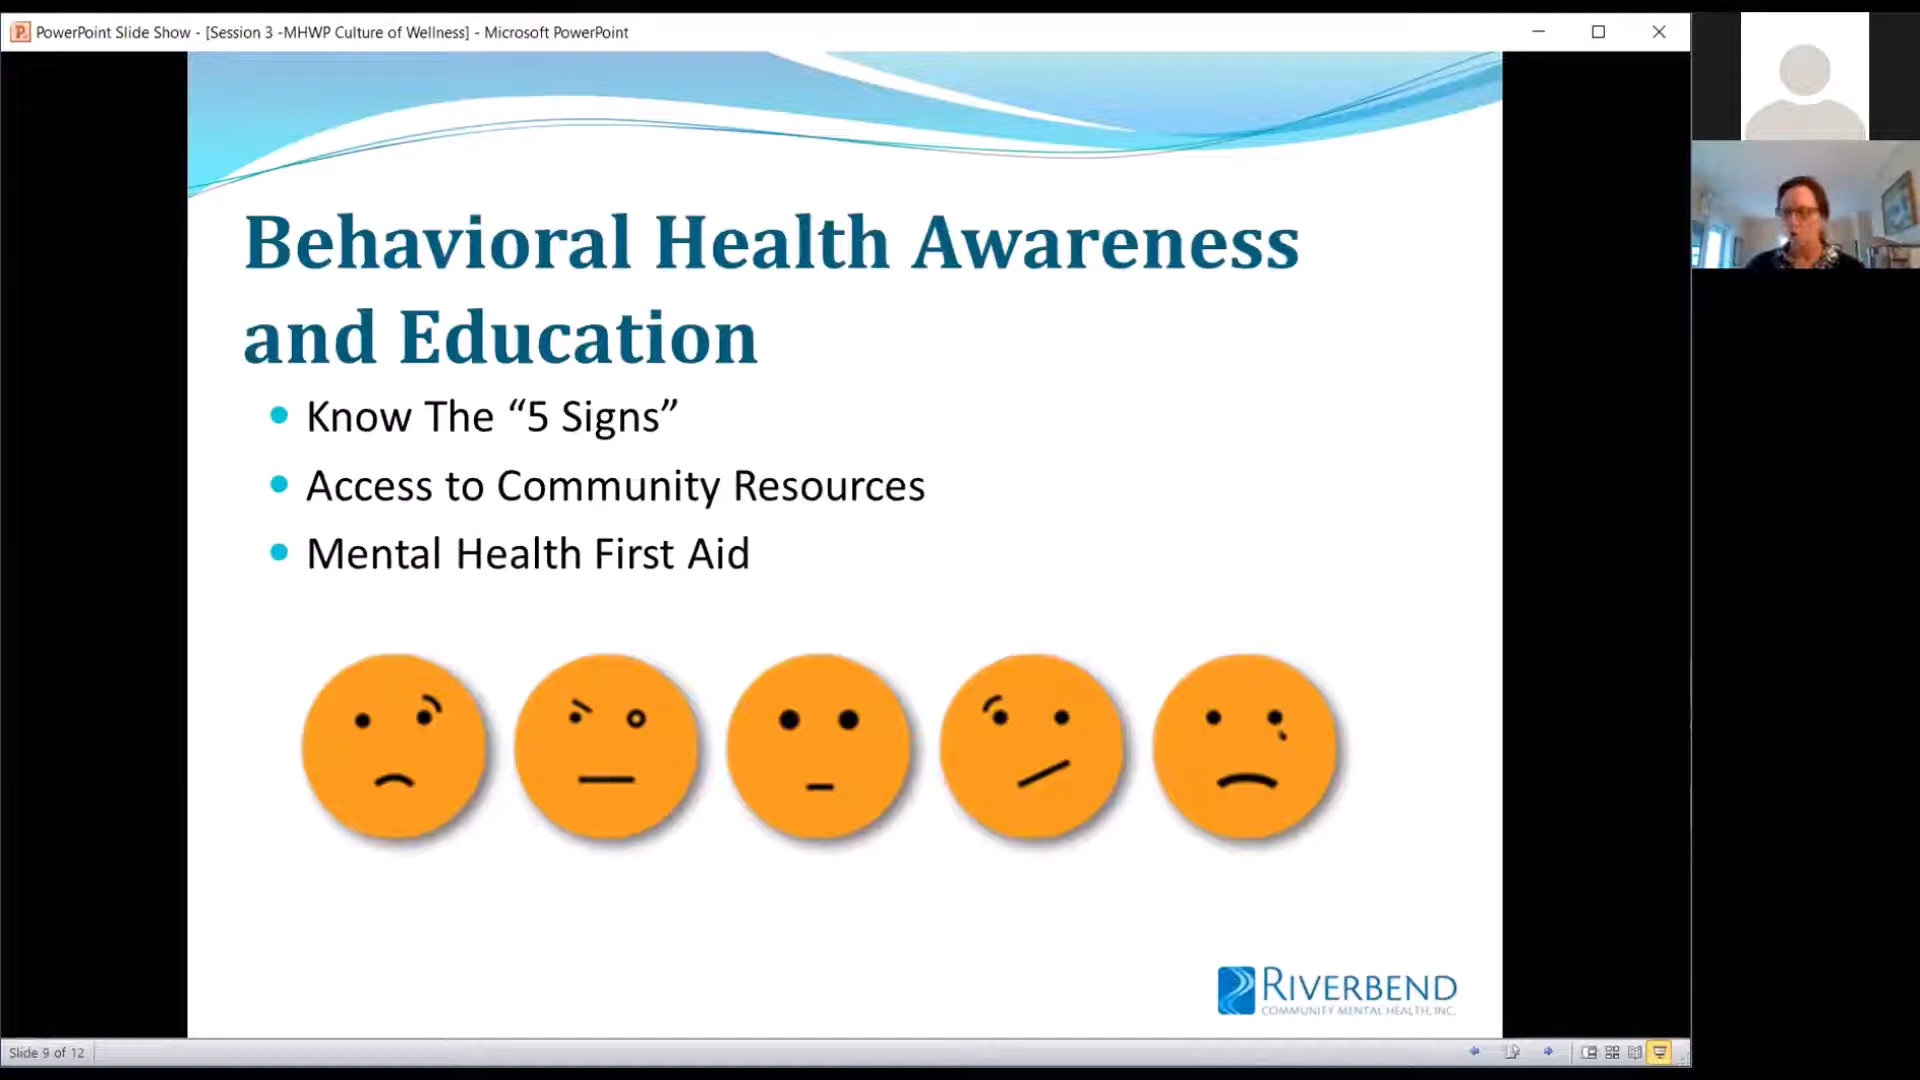 PowerPoint Slide Show - [Session 3 -MHWP Culture of Wellness] - Microsoft PowerPoint
Behavioral Health Awareness
and Education
Know The “5 Signs”
Access to Community Resources
Mental Health First Aid
RIVERBEND
COMMUNITY MENTAL HEALTH, INC.
Slide 9 of 12